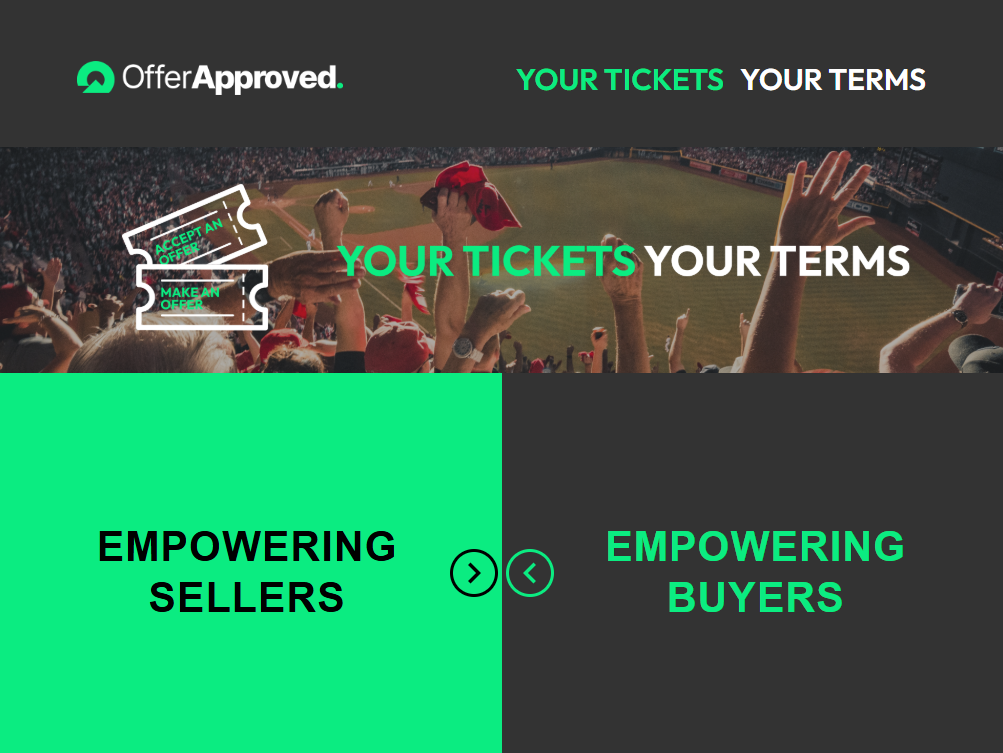 OfferApproved.
YOUR TICKETS YOUR TERMS
ACCEPT AN
OFFER
YOUR TICKETS YOUR TERMS
MAKE AN
OFFER
EMPOWERING
SELLERS
EMPOWERING
BUYERS